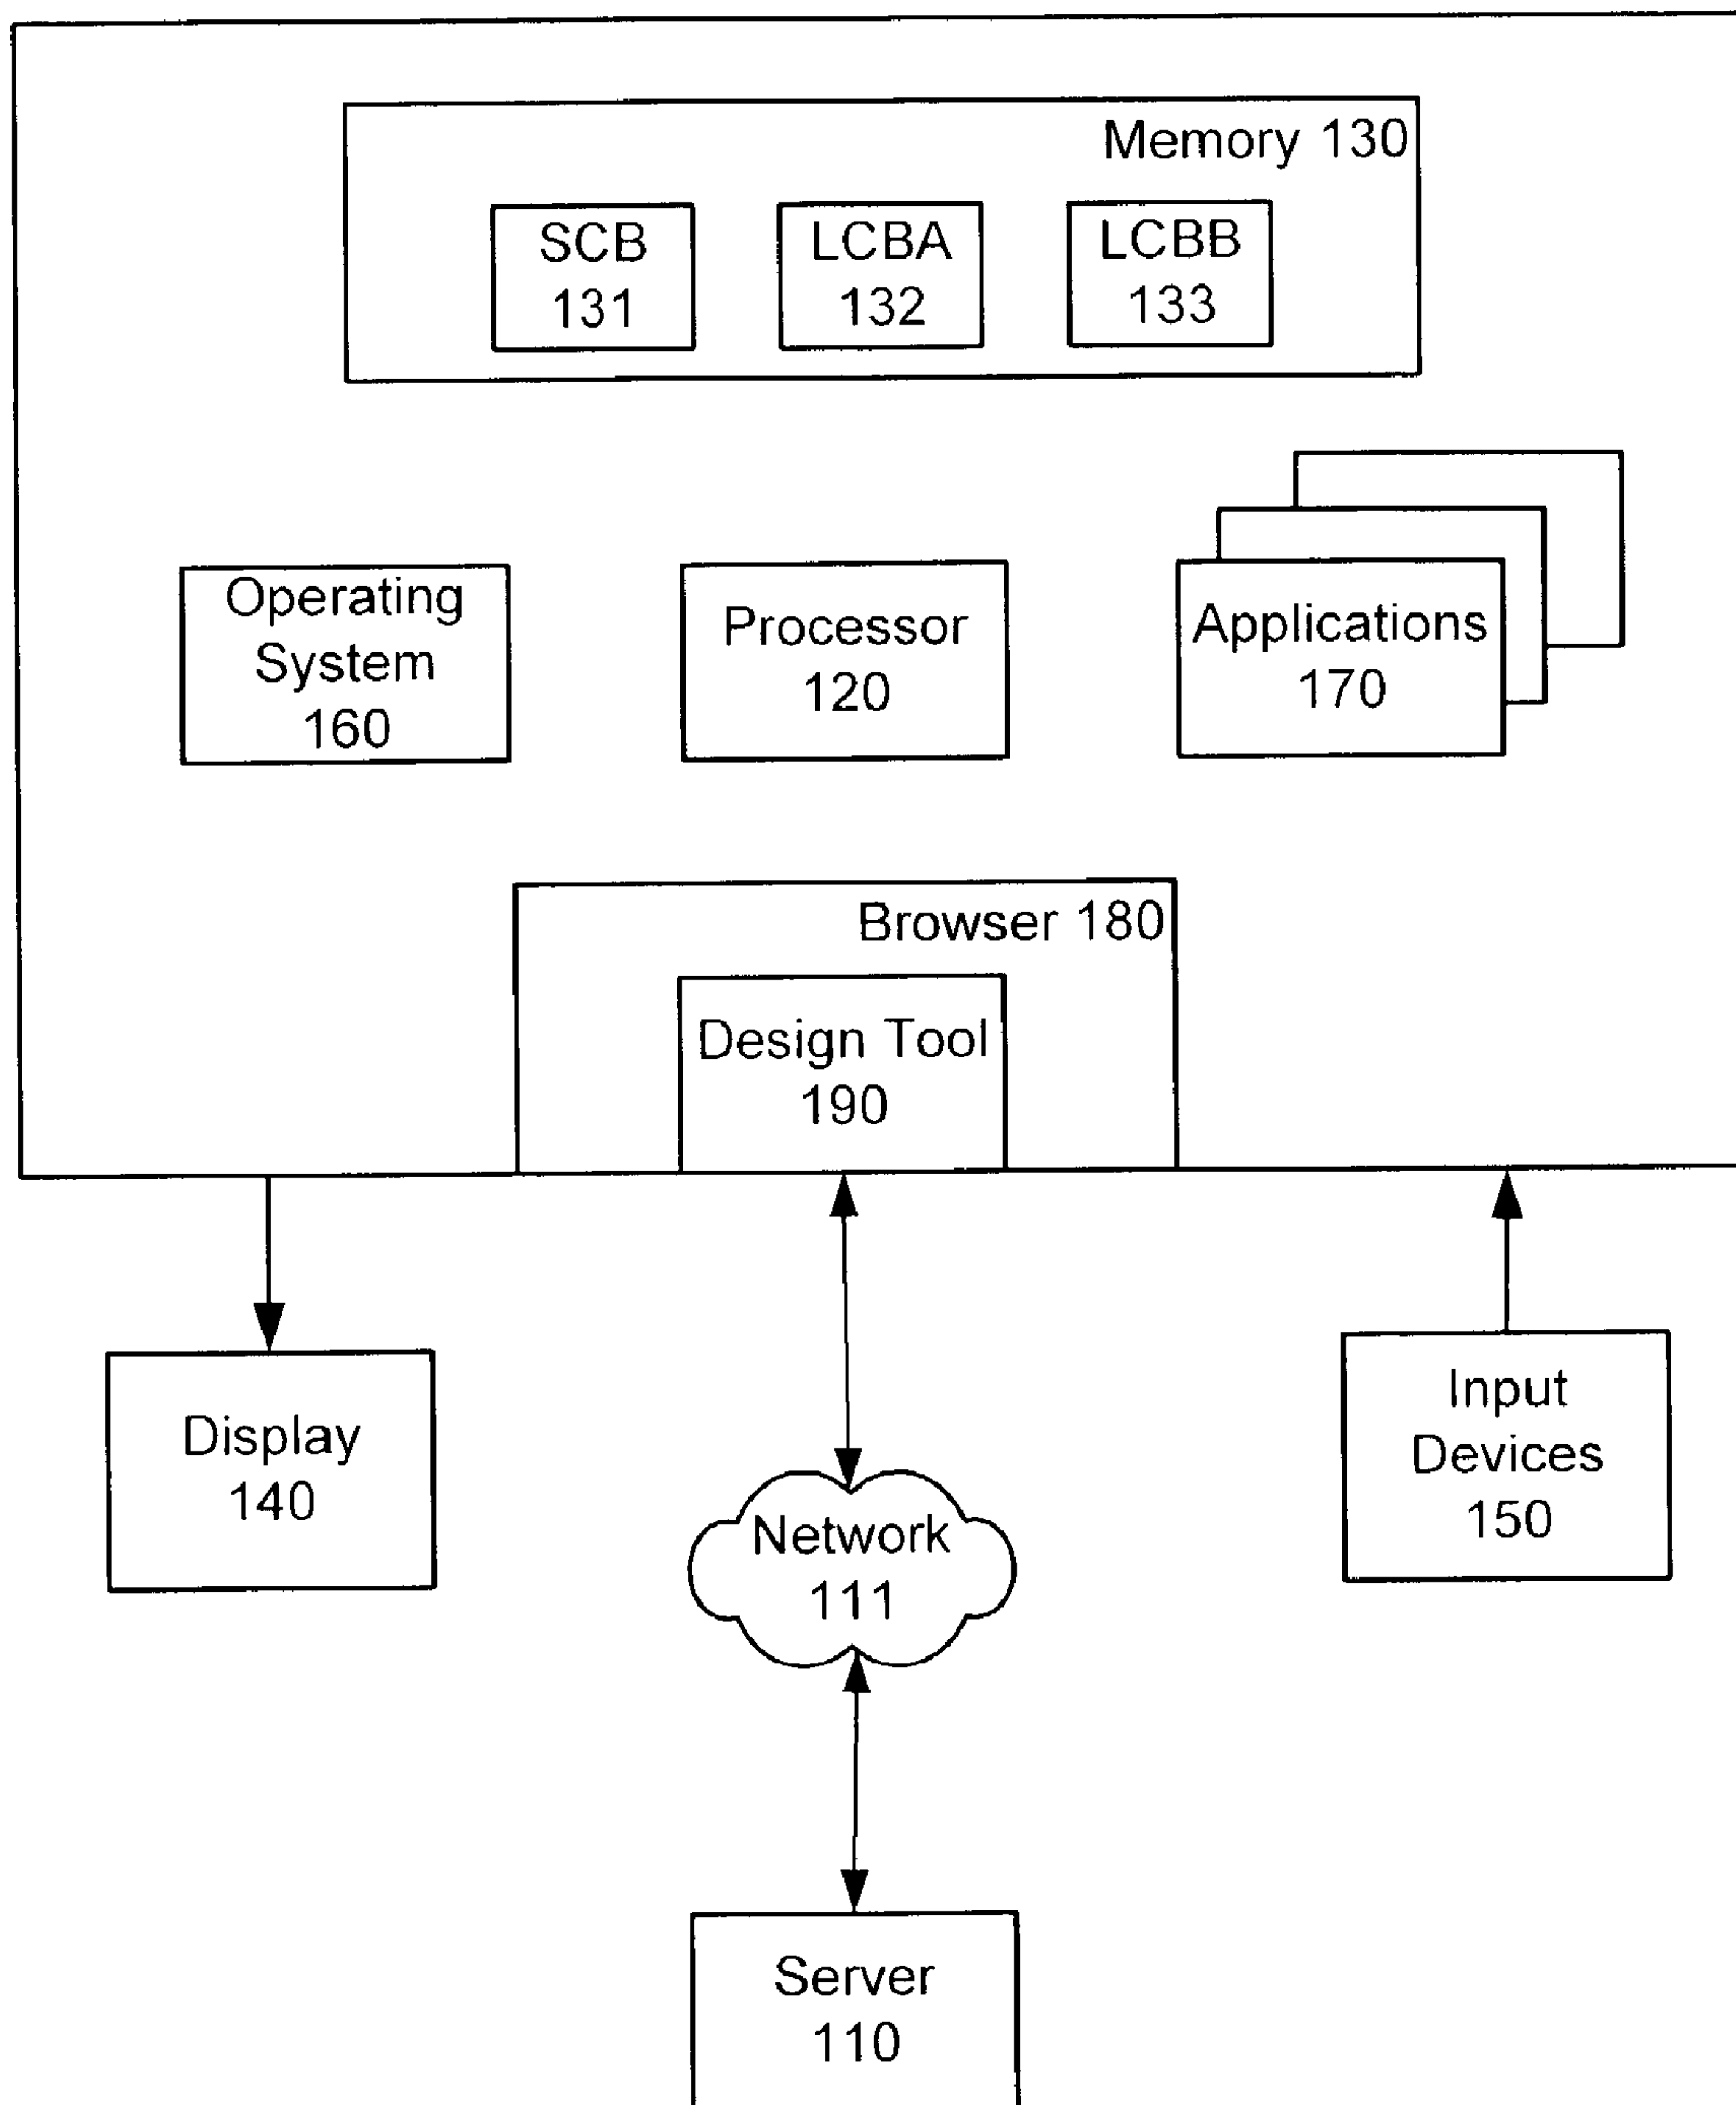 Memory 130
SCB
131
LCBA
132
LCBB
133
Operating
System
160
Processor
120
Applications
170
Browser 180
Design Tool
190
Display
140
Network
111
Input
Devices
150
Server
110